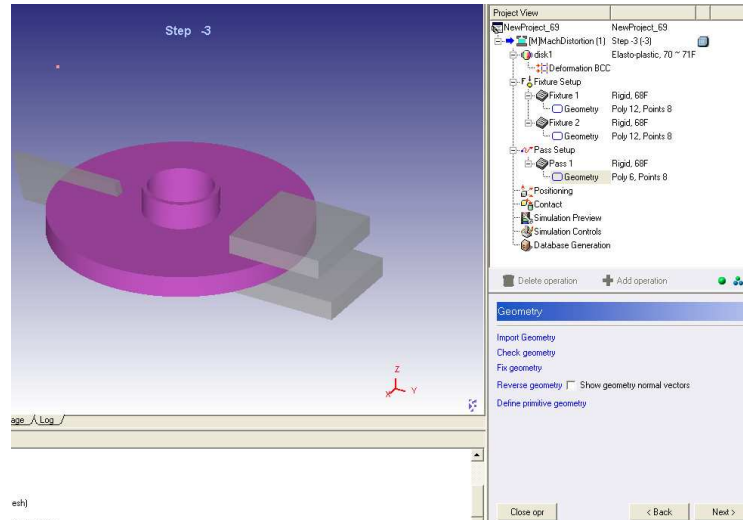 Step -3
Z
X Y
age Log
esh)
Project View
NewProject_69 NewProject_69
[M]MachDistortion (1) Step -3 (-3)
disk1 Elasto-plastic, 70 ~ 71F
Deformation BCC
Fixture Setup
Fixture 1 Rigid, 68F
Geometry Poly 12, Points 8
Fixture 2 Rigid, 68F
Geometry Poly 12, Points 8
Pass Setup
Pass 1 Rigid, 68F
Geometry Poly 6, Points 8
Positioning
Contact
Simulation Preview
Simulation Controls
Database Generation
Delete operation Add operation
Geometry
Import Geometry
Check geometry
Fix geometry
Reverse geometry Show geometry normal vectors
Define primitive geometry
Close opr < Back Next >